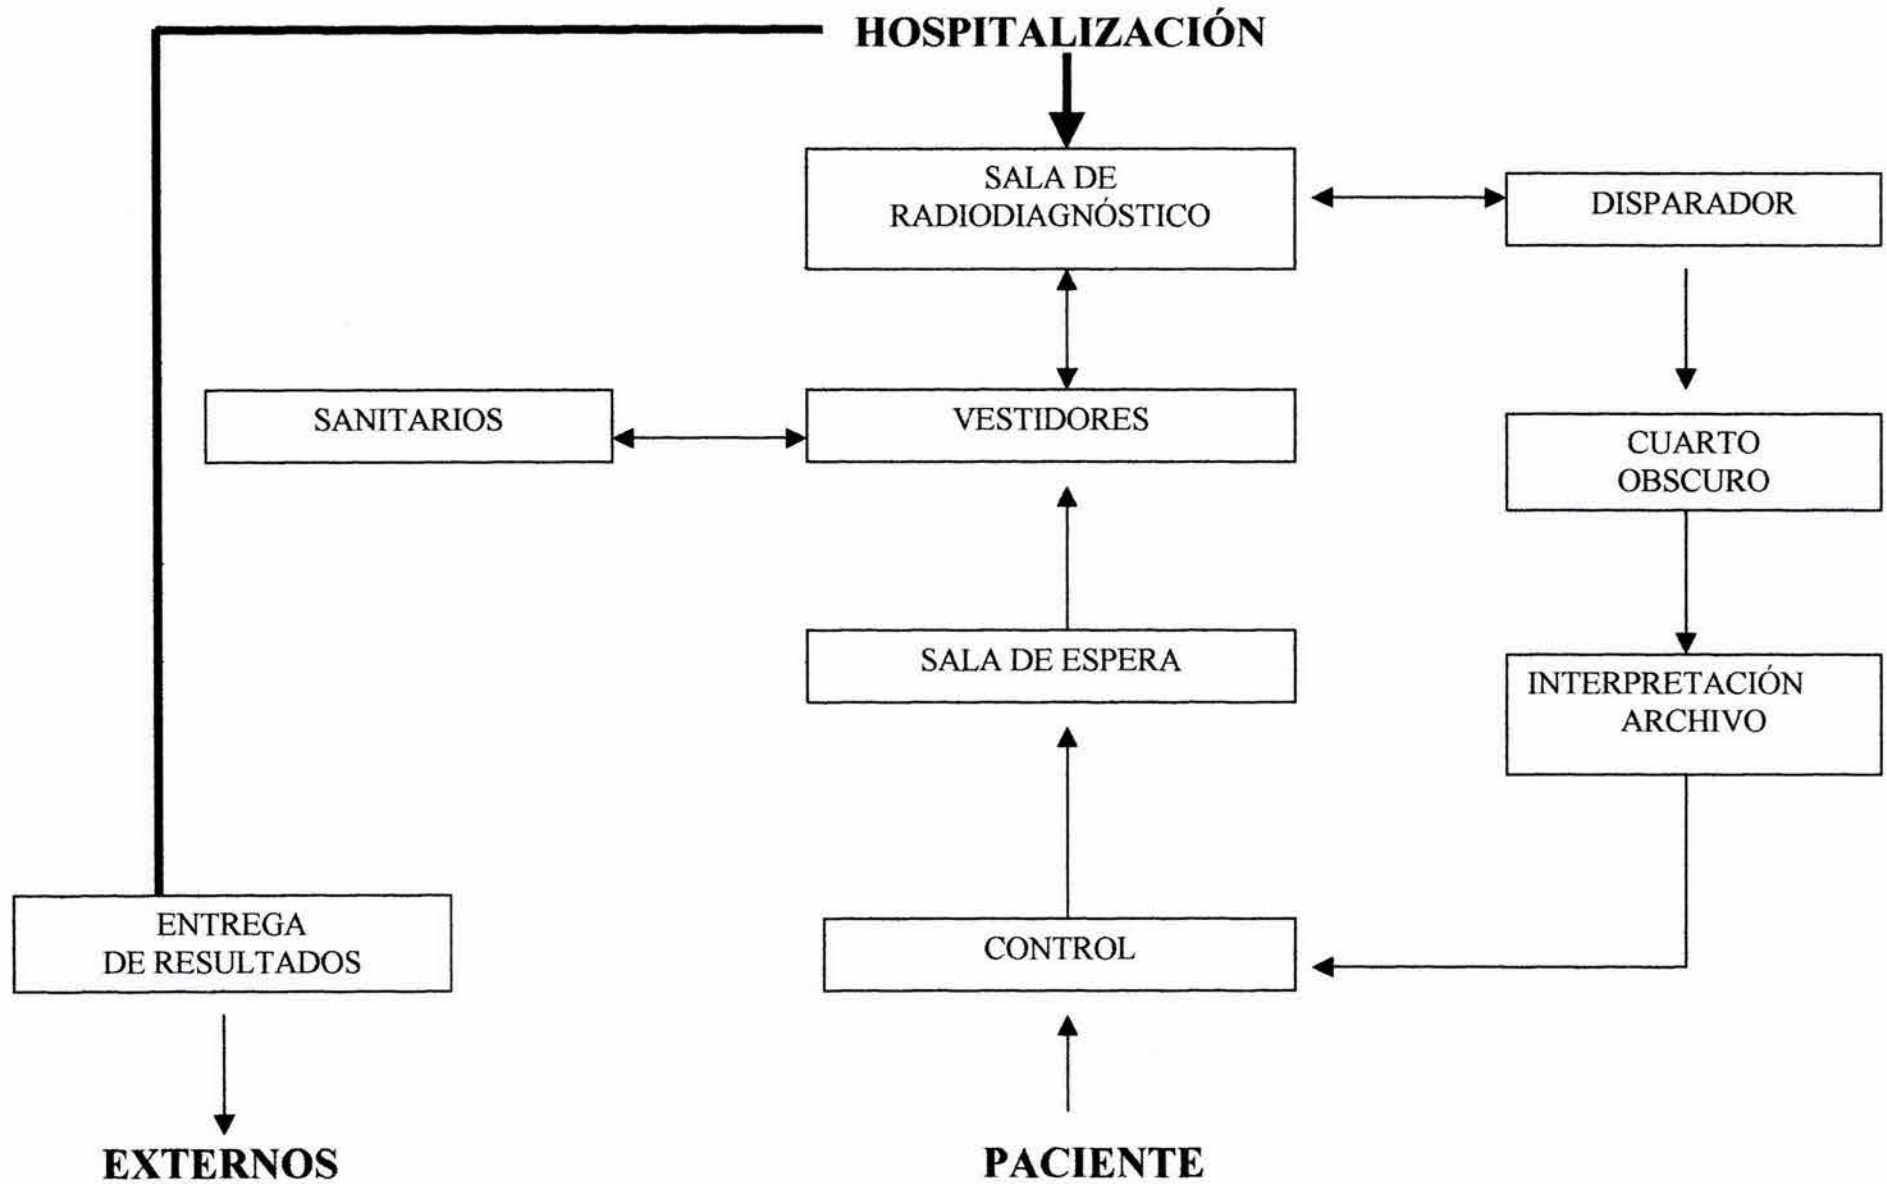 HOSPITALIZACIÓN
SALA DE
RADIODIAGNÓSTICO
DISPARADOR
SANITARIOS
VESTIDORES
CUARTO
OBSCURO
SALA DE ESPERA
INTERPRETACIÓN
ARCHIVO
ENTREGA
DE RESULTADOS
CONTROL
EXTERNOS
PACIENTE